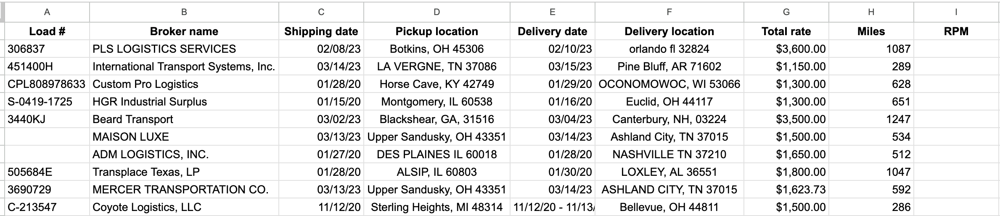 A B C D E F G H I
Load # Broker name Shipping date Pickup location Delivery date Delivery location Total rate Miles RPM
306837 PLS LOGISTICS SERVICES 02/08/23 Botkins, OH 45306 02/10/23 orlando fl 32824 $3,600.00 1087
451400H International Transport Systems, Inc. 03/14/23 LA VERGNE, TN 37086 03/15/23 Pine Bluff, AR 71602 $1,150.00 289
CPL808978633 Custom Pro Logistics 01/28/20 Horse Cave, KY 42749 01/29/20 OCONOMOWOC, WI 53066 $1,300.00 628
S-0419-1725 HGR Industrial Surplus 01/15/20 Montgomery, IL 60538 01/16/20 Euclid, OH 44117 $1,300.00 651
3440KJ Beard Transport 03/02/23 Blackshear, GA, 31516 03/04/23 Canterbury, NH, 03224 $3,500.00 1247
MAISON LUXE 03/13/23 Upper Sandusky, OH 43351 03/14/23 Ashland City, TN 37015 $1,500.00 534
ADM LOGISTICS, INC. 01/27/20 DES PLAINES IL 60018 01/28/20 NASHVILLE TN 37210 $1,650.00 512
505684E Transplace Texas, LP 01/28/20 ALSIP, IL 60803 01/30/20 LOXLEY, AL 36551 $1,800.00 1047
3690729 MERCER TRANSPORTATION CO. 03/13/23 Upper Sandusky, OH 43351 03/14/23 ASHLAND CITY, TN 37015 $1,623.73 592
C-213547 Coyote Logistics, LLC 11/12/20 Sterling Heights, MI 48314 11/12/20 - 11/13/ Bellevue, OH 44811 $1,500.00 286